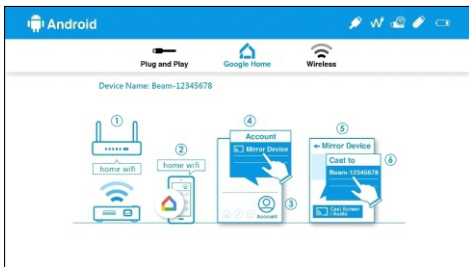 Android
Plug and Play
Google Home
Wireless
Device Name: Beam-12345678
①
home wifi
②
home wifi
④
Account
Mirror Device
③
Account
⑤
← Mirror Device
Cast to
⑥
Beam-12345678
Cast Screen
/ Audio